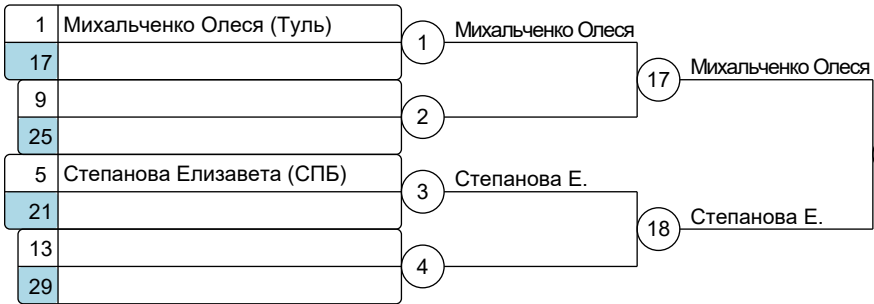 1 Михальченко Олеся (Туль)
17
9
25
5 Степанова Елизавета (СПБ)
21
13
29
1
2
3
4
Михальченко Олеся
Степанова Е.
17
18
Михальченко Олеся
Степанова Е.